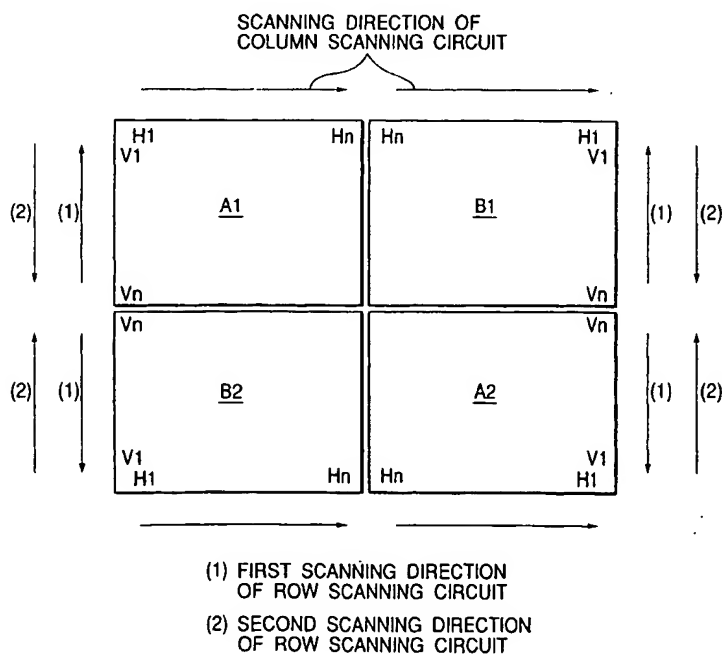 SCANNING DIRECTION OF
COLUMN SCANNING CIRCUIT
H1 Hn Hn H1
V1 V1
(2) (1) A1 B1 (1) (2)
Vn Vn
Vn Vn
(2) (1) B2 A2 (1) (2)
V1 V1
H1 Hn Hn H1
(1) FIRST SCANNING DIRECTION
OF ROW SCANNING CIRCUIT
(2) SECOND SCANNING DIRECTION
OF ROW SCANNING CIRCUIT